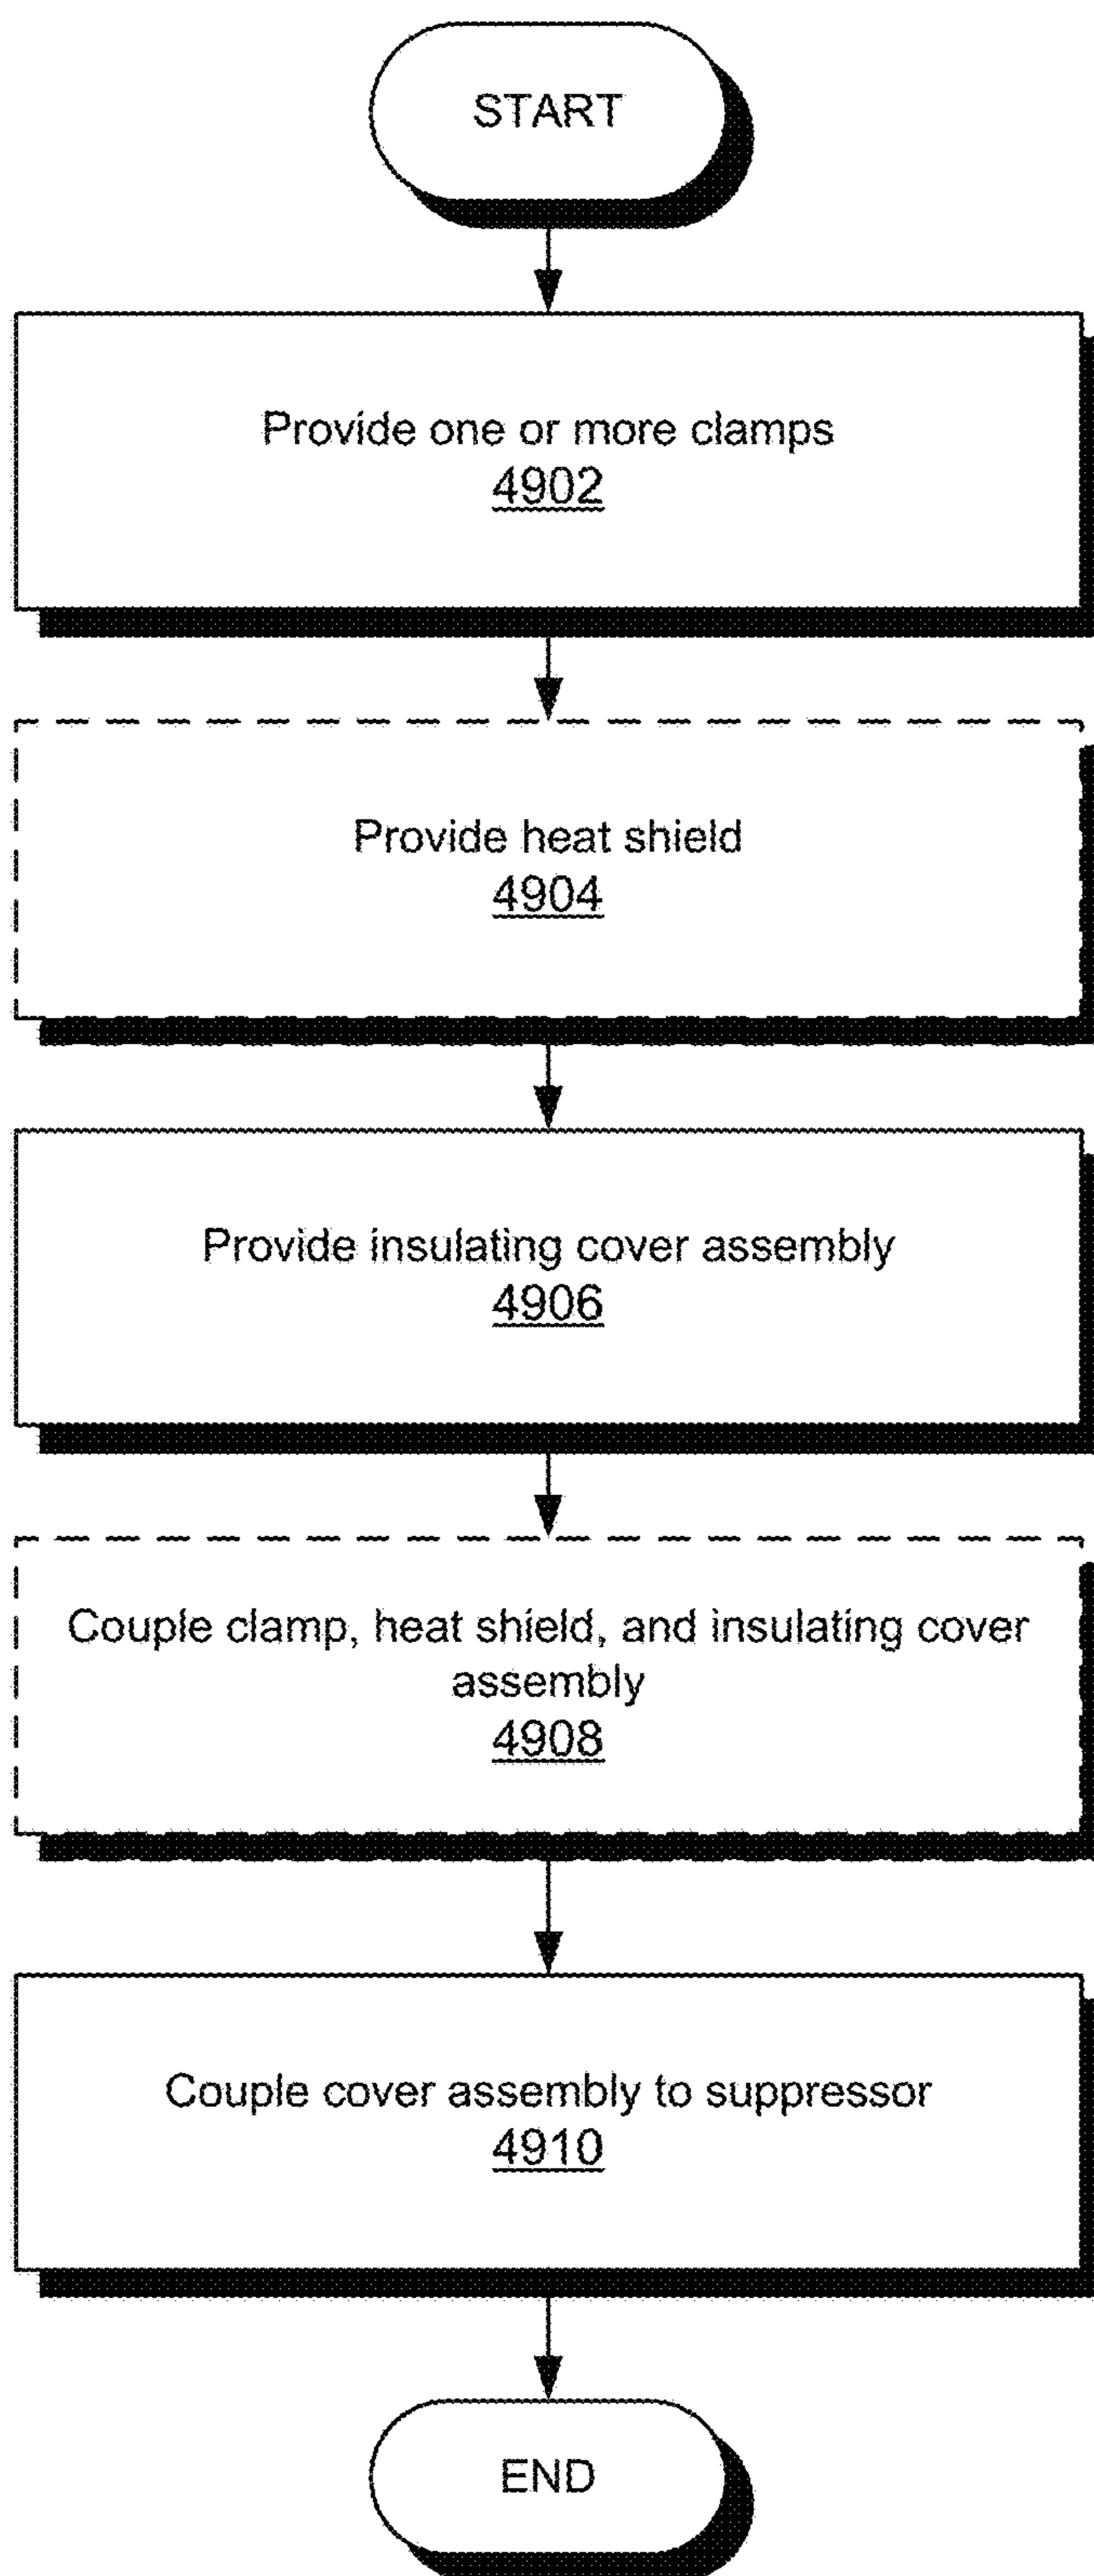 START
Provide one or more clamps
4902
Provide heat shield
4904
Provide insulating cover assembly
4906
Couple clamp, heat shield, and insulating cover
assembly
4908
Couple cover assembly to suppressor
4910
END